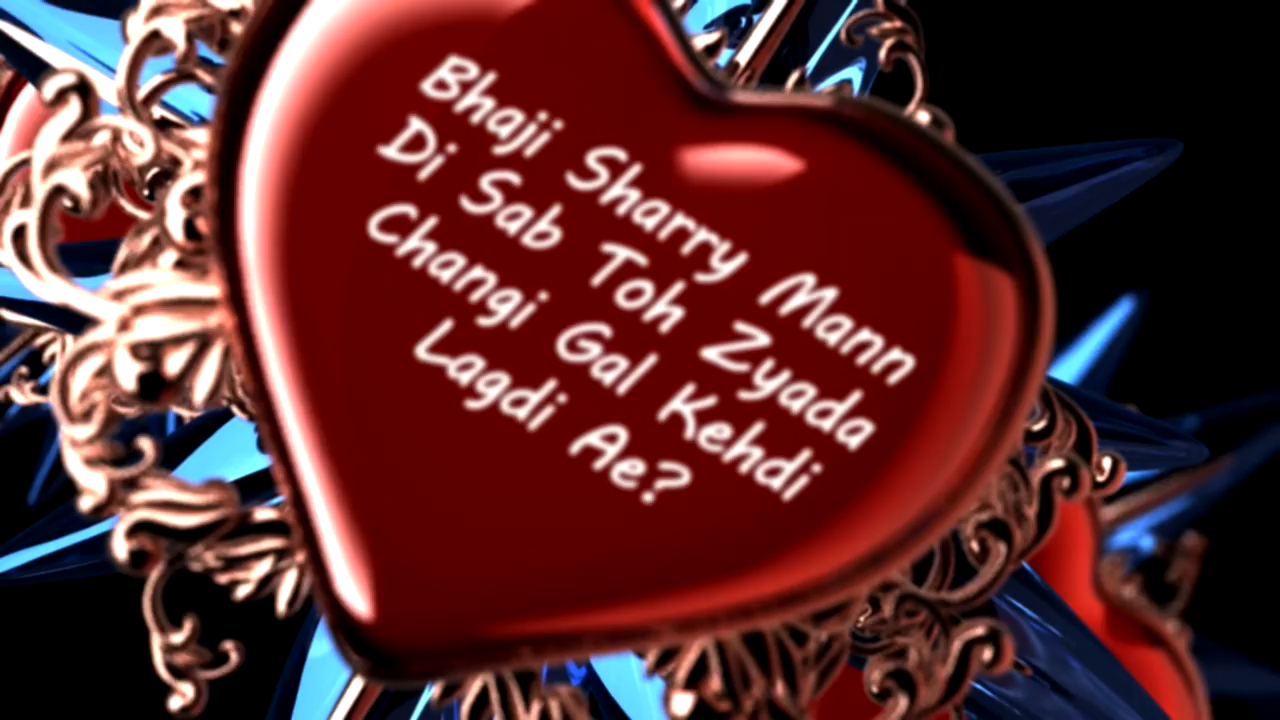 Bhaji Sharry Mann
Di Sab Toh Zyada
Changi Gal Kehdi
Lagdi Ae?